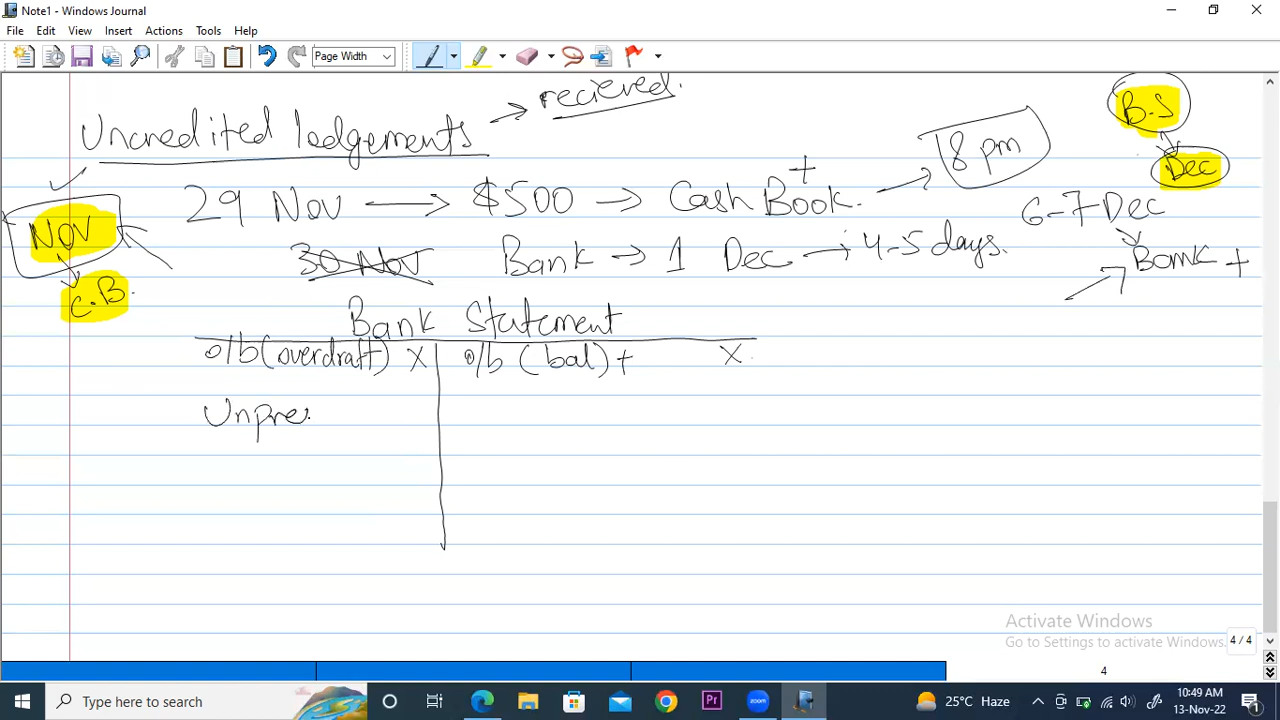 Note1 - Windows Journal
File Edit View Insert Actions Tools Help
Page Width
recieved.
Uncredited lodgements
B.S
8 pm
Dec
29 Nov $500 Cash Book. +
6-7 Dec
Nov
30 Nov Bank 1 Dec 4-5 days.
Bank +
C.B
Bank Statement
o/b (overdraft) X o/b (bal) + X
Unpre
Activate Windows
Go to Settings to activate Windows.
4 / 4
4
Type here to search
25°C Haze
10:49 AM
13-Nov-22